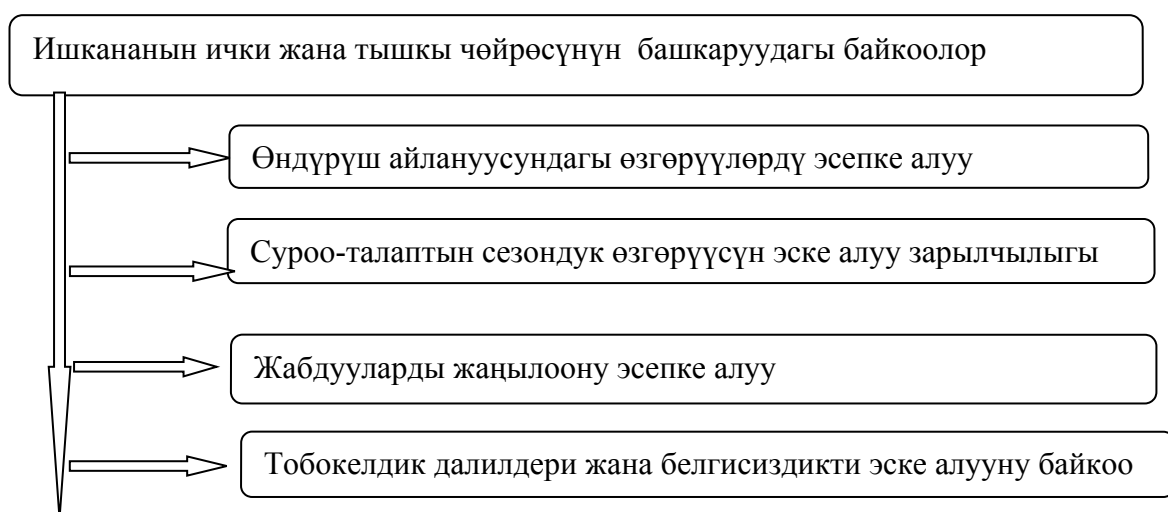 Ишкананын ички жана тышкы чөйрөсүнүн башкаруудагы байкоолор
Өндүрүш айлануусундагы өзгөрүүлөрдү эсепке алуу
Суроо-талаптын сезондук өзгөрүүсүн эске алуу зарылчылыгы
Жабдууларды жаңылоону эсепке алуу
Тобокелдик далилдери жана белгисиздикти эске алууну байкоо